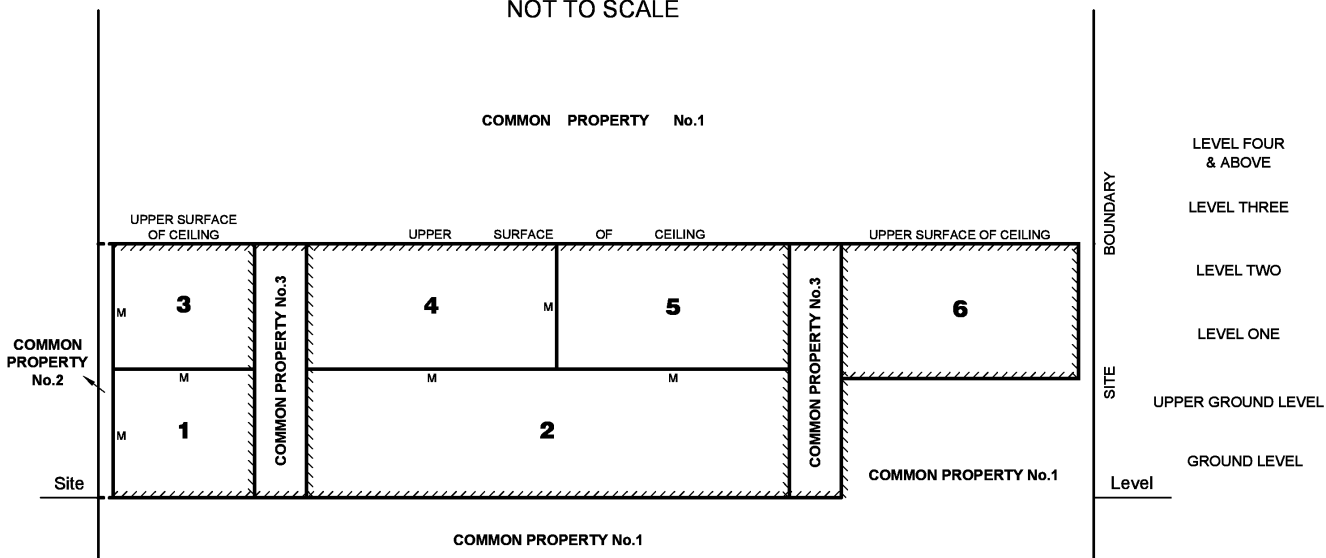 NOT TO SCALE
COMMON PROPERTY No.1
LEVEL FOUR
& ABOVE
LEVEL THREE
LEVEL TWO
LEVEL ONE
UPPER GROUND LEVEL
GROUND LEVEL
BOUNDARY
SITE
UPPER SURFACE
OF CEILING
UPPER SURFACE OF CEILING
UPPER SURFACE OF CEILING
M
3
COMMON PROPERTY No.3
4
M
5
COMMON PROPERTY No.3
6
COMMON
PROPERTY
No.2
M
M
M
M
1
2
COMMON PROPERTY No.1
Site
Level
COMMON PROPERTY No.1